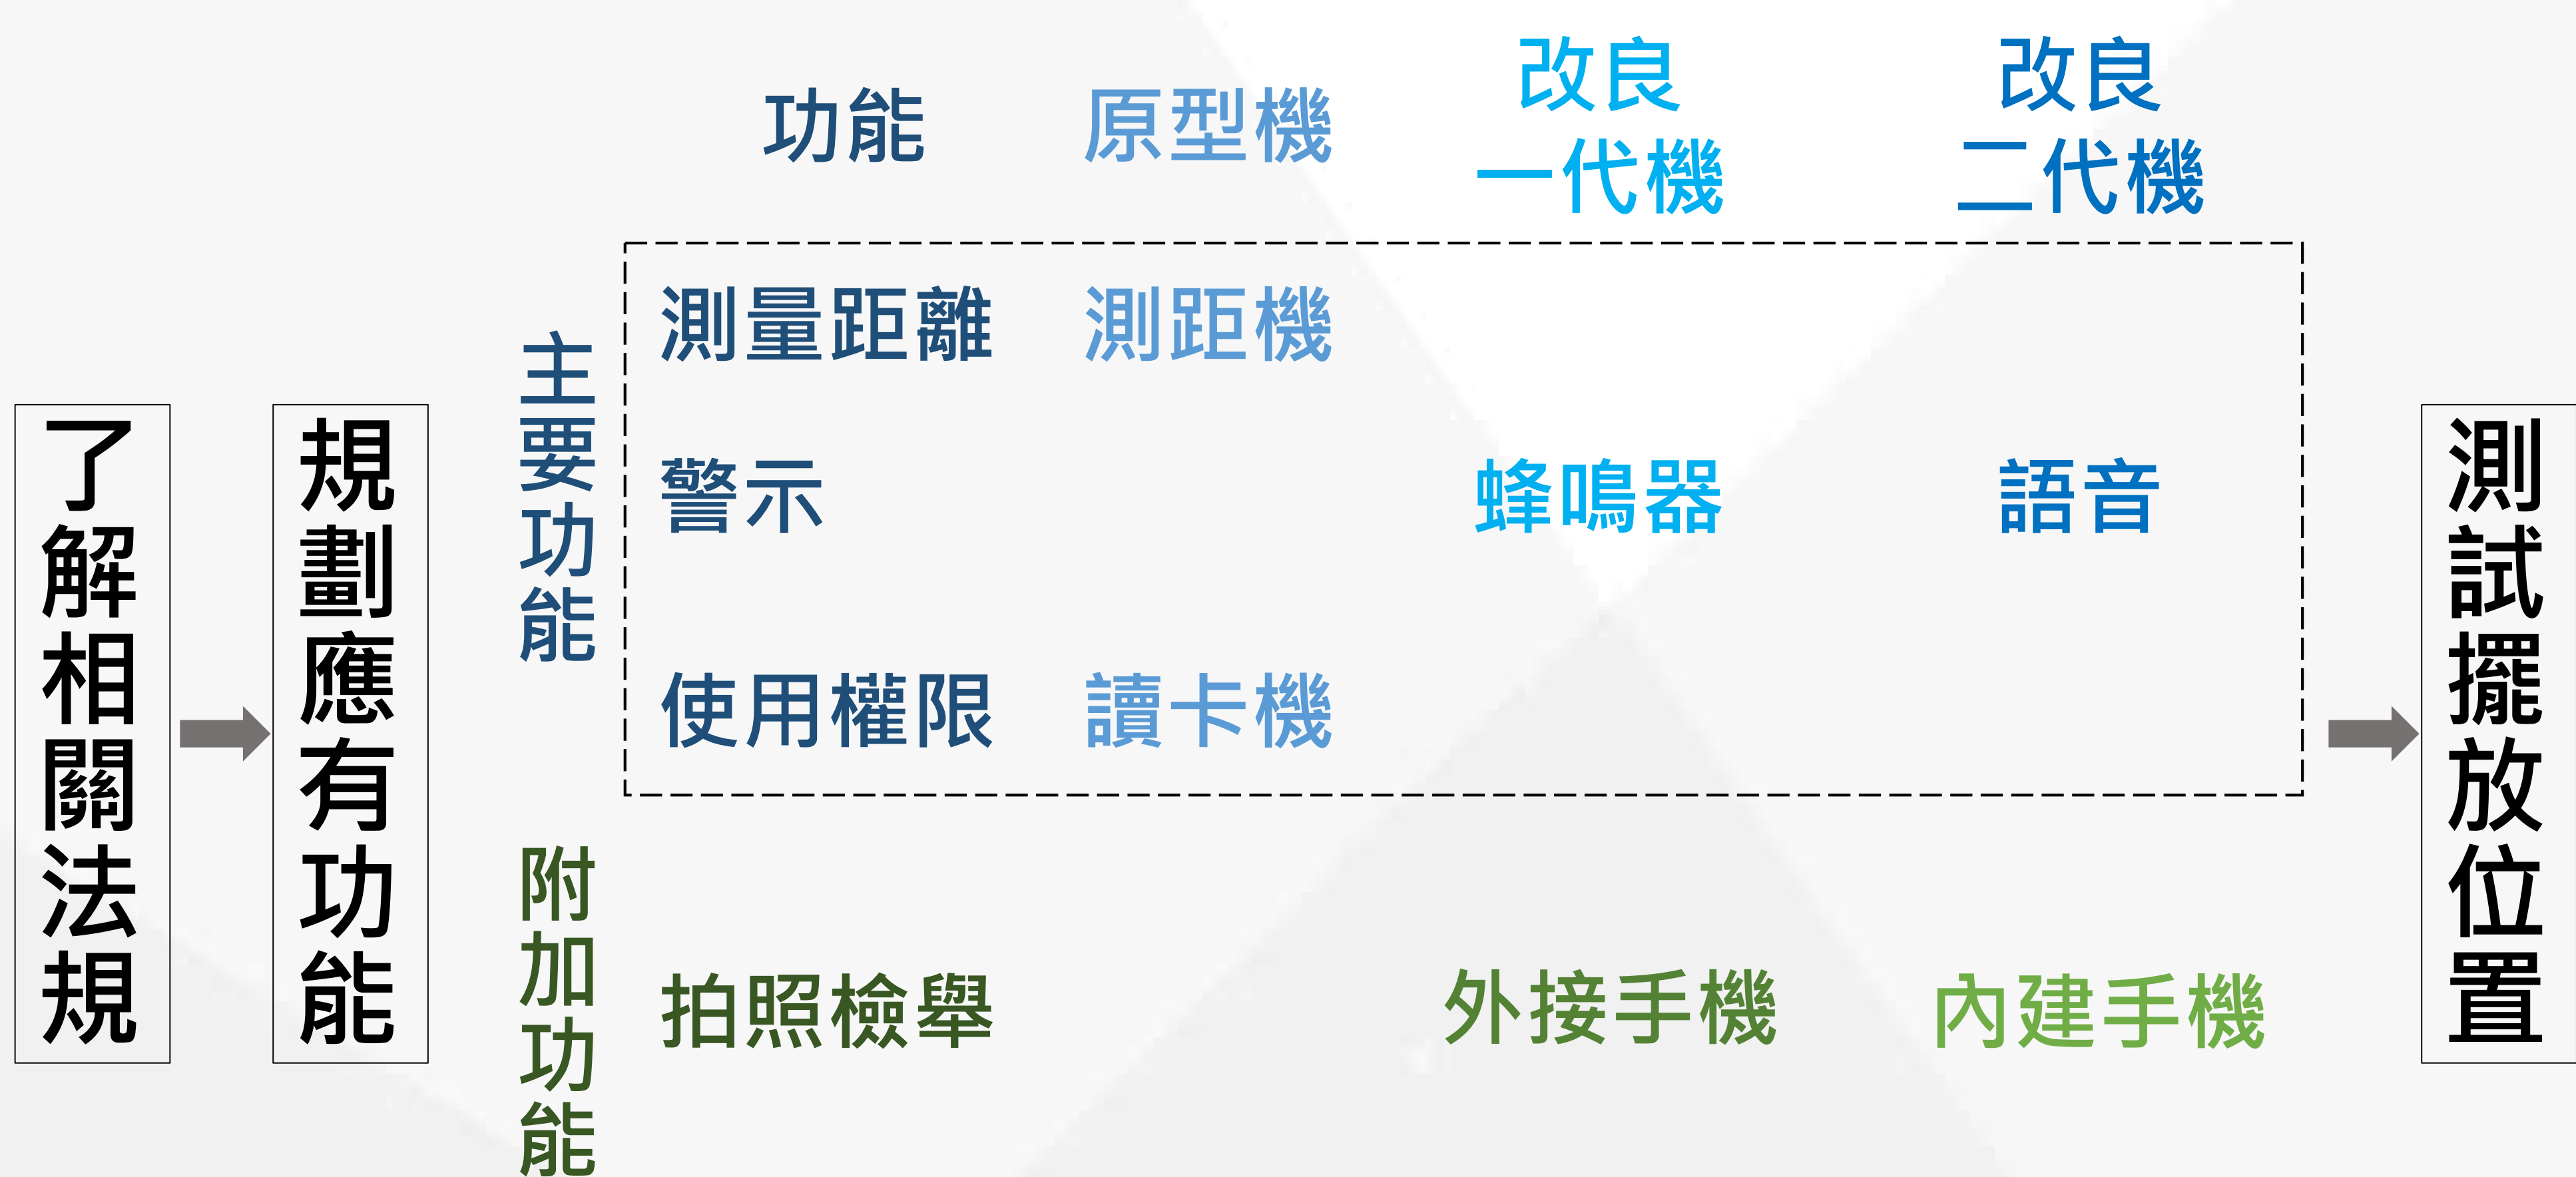 了解相關法規
規劃應有功能
功能
原型機
改良
一代機
改良
二代機
主要功能
測量距離
測距機
警示
蜂鳴器
語音
使用權限
讀卡機
附加功能
拍照檢舉
外接手機
內建手機
測試擺放位置